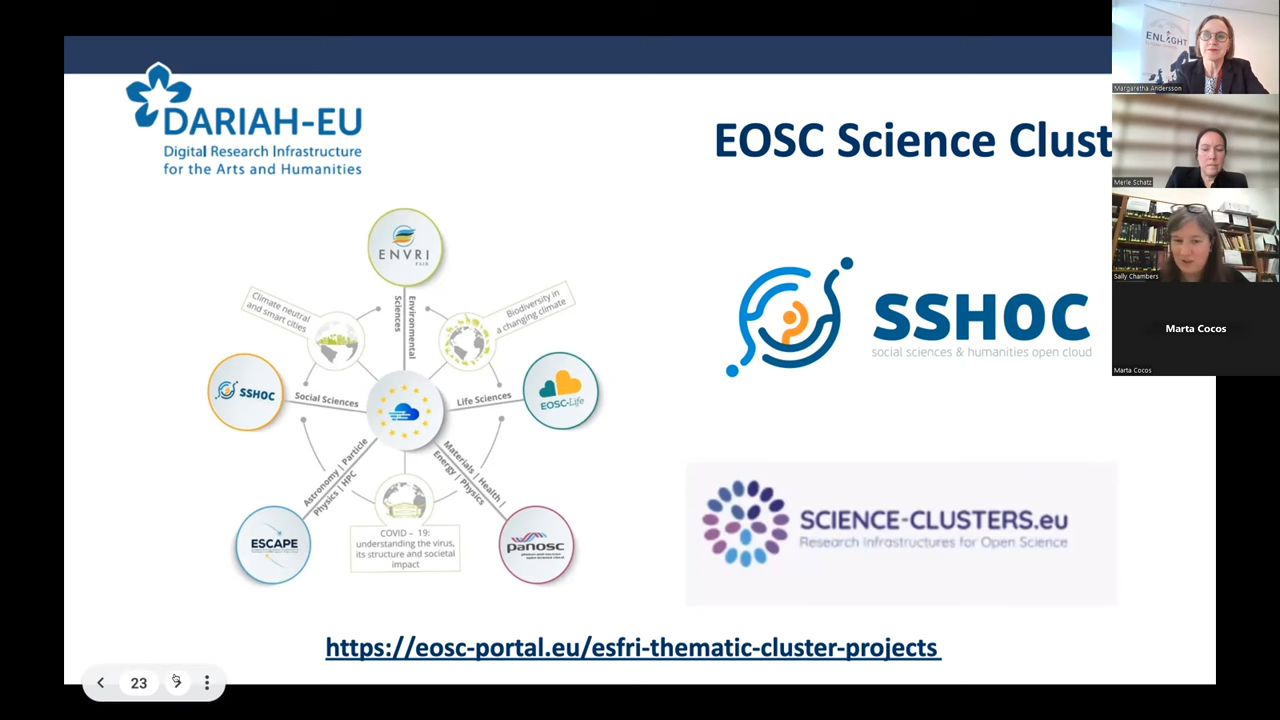 DARIAH-EU
Digital Research Infrastructure
for the Arts and Humanities
EOSC Science Clust
ENVRI
FAIR
Climate neutral
and smart cities
Environmental
Sciences
Biodiversity in
a changing climate
SSHOC
Social Sciences
Life Sciences
EOSC-Life
Astronomy | Particle
Physics | HPC
Materials | Health |
Energy | Physics
ESCAPE
COVID – 19:
understanding the virus,
its structure and societal
impact
panosc
SSHOC
social sciences & humanities open cloud
SCIENCE-CLUSTERS.eu
Research Infrastructures for Open Science
https://eosc-portal.eu/esfri-thematic-cluster-projects
23
ENLIGHT
Margaretha Andersson
Merle Schatz
Sally Chambers
Marta Cocos
Marta Cocos